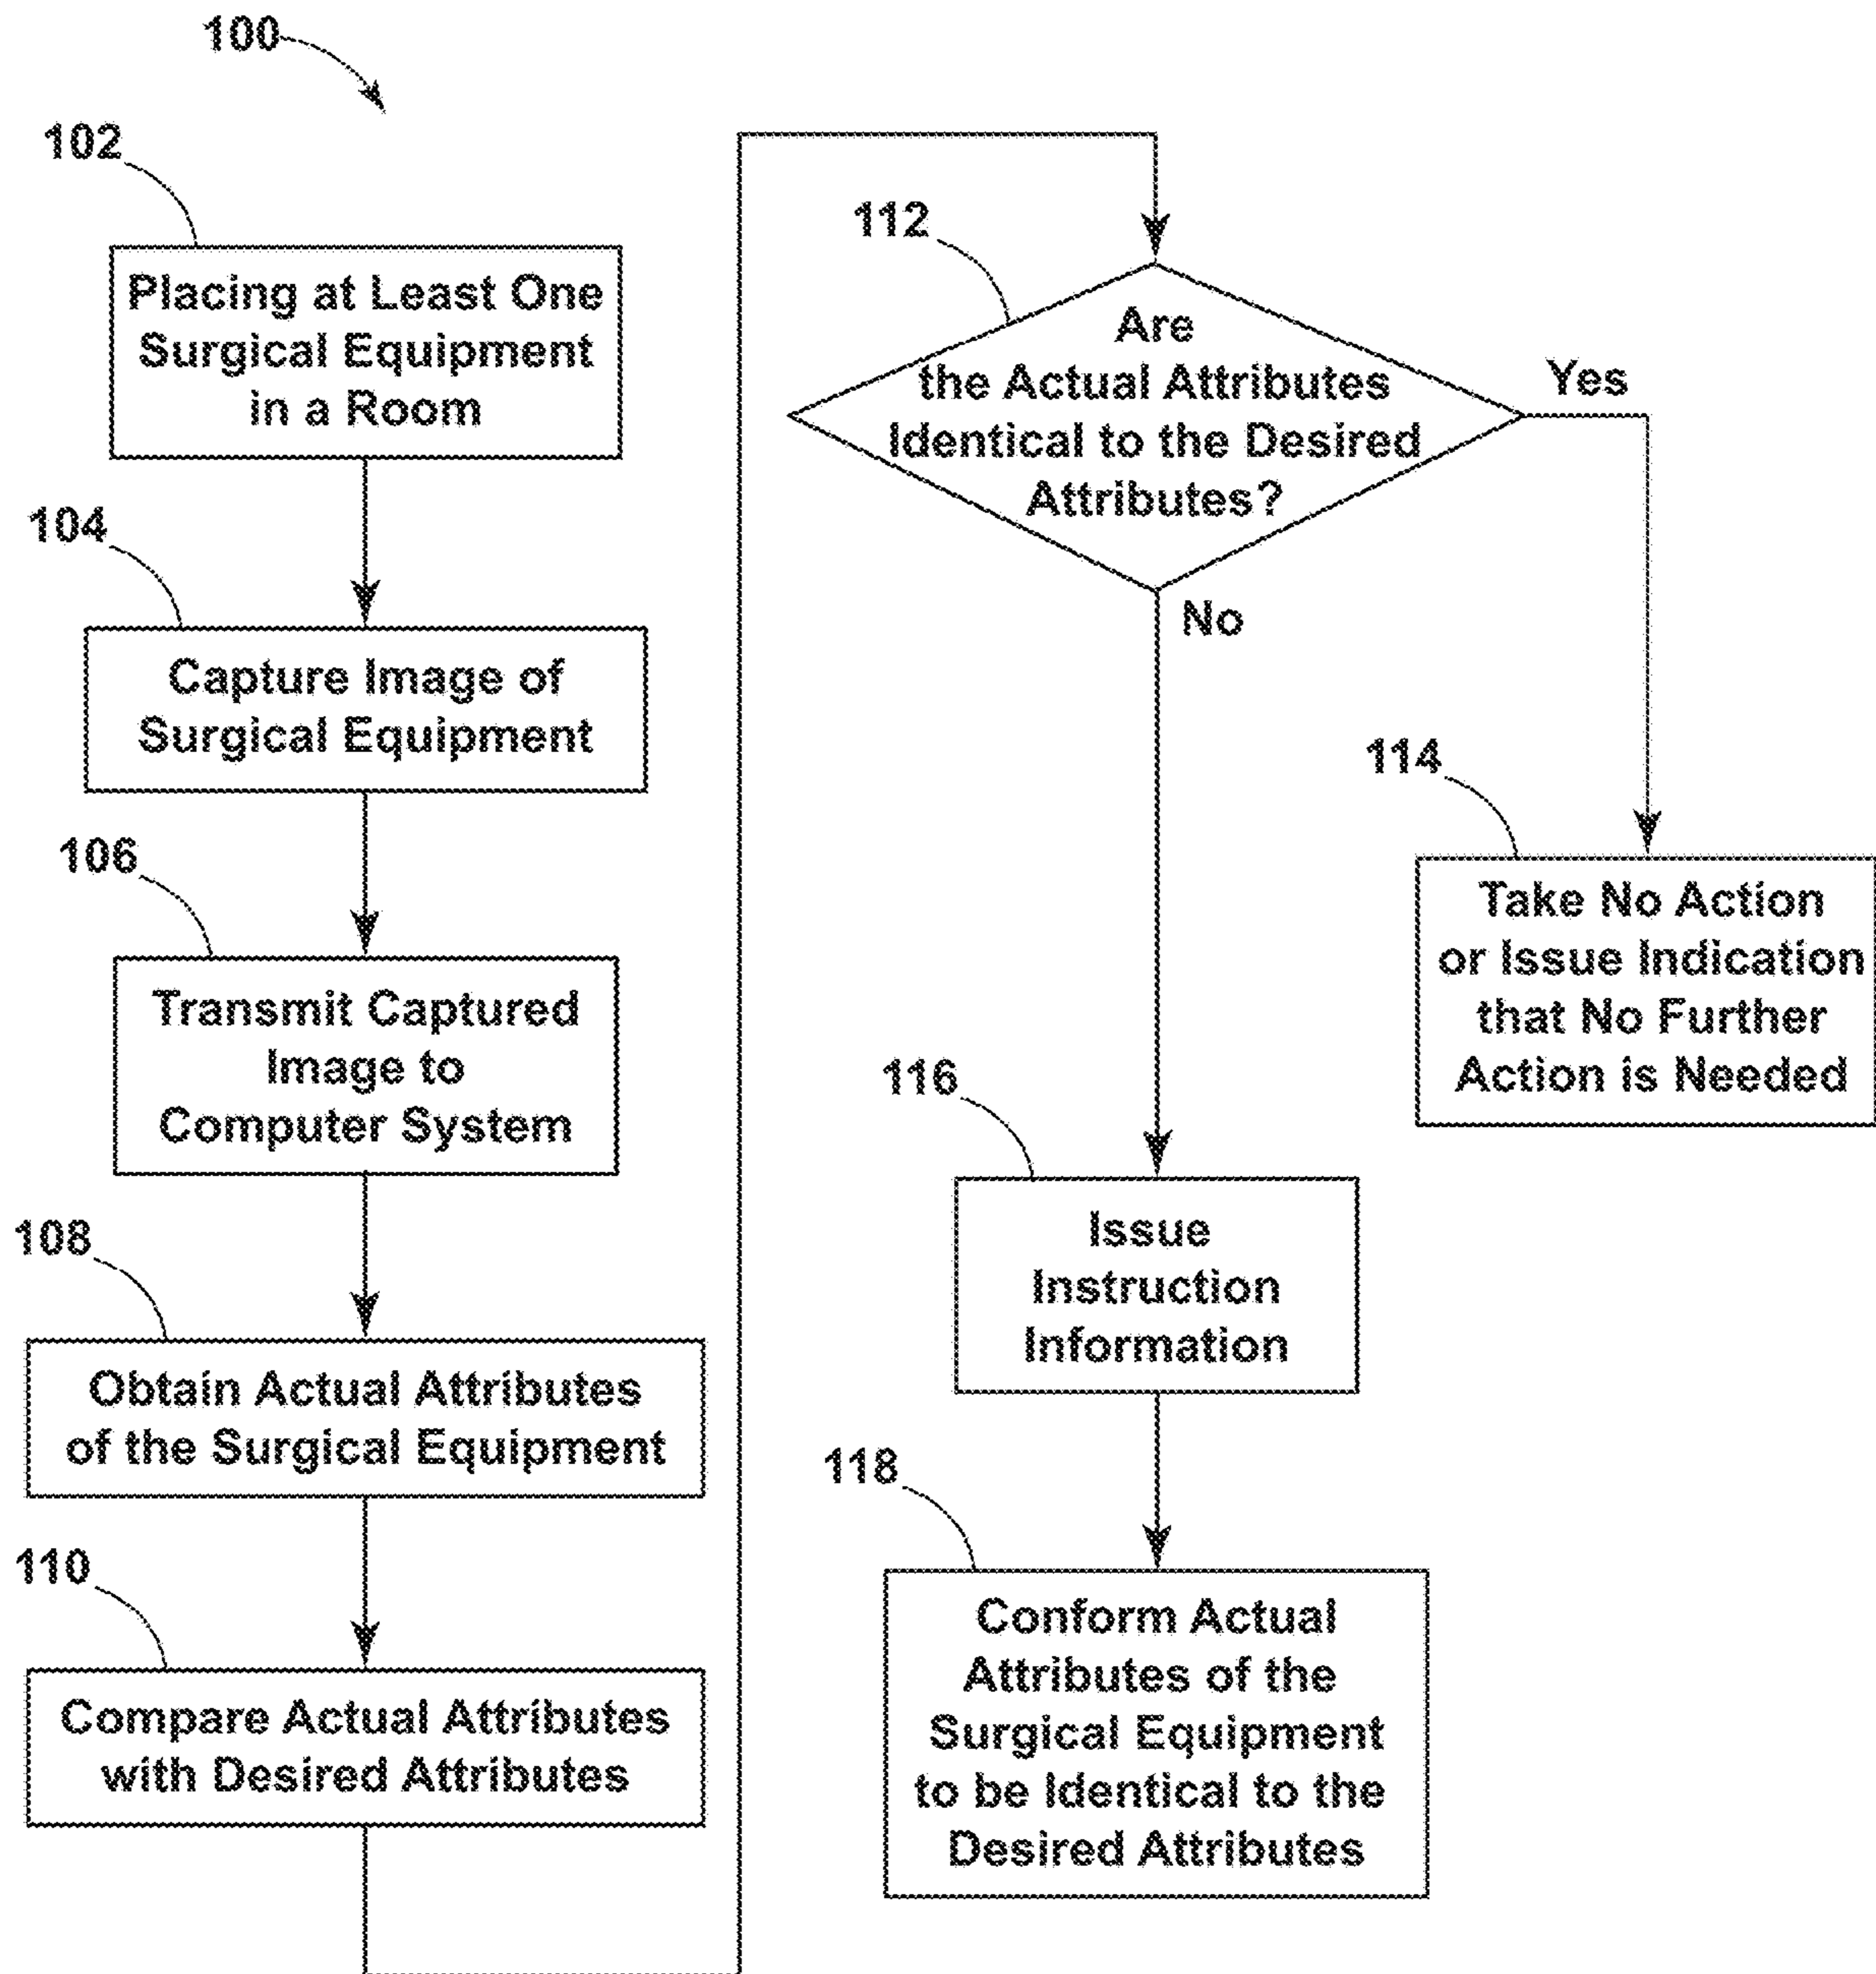 100
102
Placing at Least One
Surgical Equipment
in a Room
104
Capture Image of
Surgical Equipment
106
Transmit Captured
Image to
Computer System
108
Obtain Actual Attributes
of the Surgical Equipment
110
Compare Actual Attributes
with Desired Attributes
112
Are
the Actual Attributes
Identical to the Desired
Attributes?
Yes
No
114
Take No Action
or Issue Indication
that No Further
Action is Needed
116
Issue
Instruction
Information
118
Conform Actual
Attributes of the
Surgical Equipment
to be Identical to the
Desired Attributes